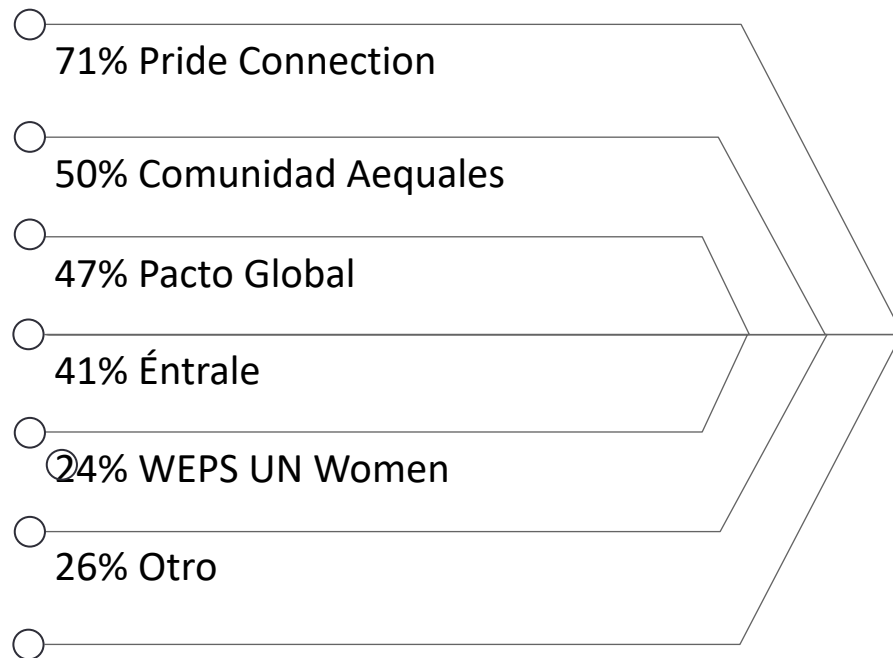 71% Pride Connection
50% Comunidad Aequales
47% Pacto Global
41% Éntrale
24% WEPS UN Women
26% Otro